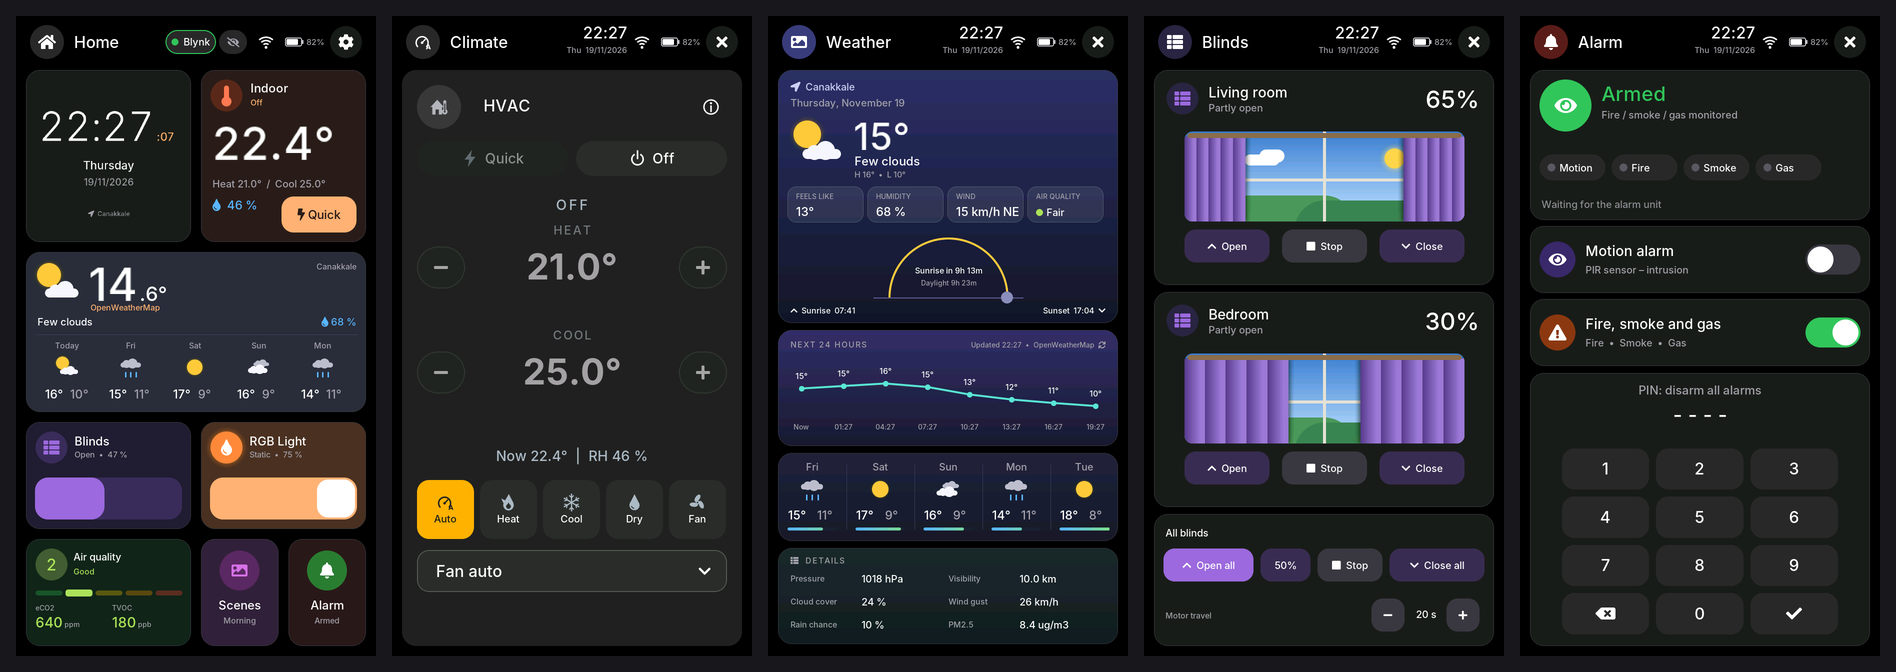 Home
Blynk
82%
22:27 :07
Thursday
19/11/2026
Canakkale
Indoor
Off
22.4°
Heat 21.0° / Cool 25.0°
46 %
Quick
14.6°
OpenWeatherMap
Canakkale
Few clouds
68 %
Today Fri Sat Sun Mon
16° 10° 15° 11° 17° 9° 16° 9° 14° 11°
Blinds
Open • 47 %
RGB Light
Static • 75 %
2
Air quality
Good
eCO2 TVOC
640 ppm 180 ppb
Scenes
Morning
Alarm
Armed
Climate
22:27
Thu 19/11/2026
82%
HVAC
Quick
Off
OFF
HEAT
21.0°
COOL
25.0°
Now 22.4° | RH 46 %
Auto Heat Cool Dry Fan
Fan auto
Weather
22:27
Thu 19/11/2026
82%
Canakkale
Thursday, November 19
15°
Few clouds
H 16° • L 10°
FEELS LIKE HUMIDITY WIND AIR QUALITY
13° 68 % 15 km/h NE Fair
Sunrise in 9h 13m
Daylight 9h 23m
Sunrise 07:41 Sunset 17:04
NEXT 24 HOURS Updated 22:27 • OpenWeatherMap
15° 15° 16° 15° 13° 12° 11° 10°
Now 01:27 04:27 07:27 10:27 13:27 16:27 19:27
Fri Sat Sun Mon Tue
15° 11° 17° 9° 16° 9° 14° 11° 18° 8°
DETAILS
Pressure 1018 hPa Visibility 10.0 km
Cloud cover 24 % Wind gust 26 km/h
Rain chance 10 % PM2.5 8.4 ug/m3
Blinds
22:27
Thu 19/11/2026
82%
Living room
Partly open
65%
Open Stop Close
Bedroom
Partly open
30%
Open Stop Close
All blinds
Open all 50% Stop Close all
Motor travel − 20 s +
Alarm
22:27
Thu 19/11/2026
82%
Armed
Fire / smoke / gas monitored
Motion Fire Smoke Gas
Waiting for the alarm unit
Motion alarm
PIR sensor – intrusion
Fire, smoke and gas
Fire • Smoke • Gas
PIN: disarm all alarms
- - - -
1 2 3
4 5 6
7 8 9
0